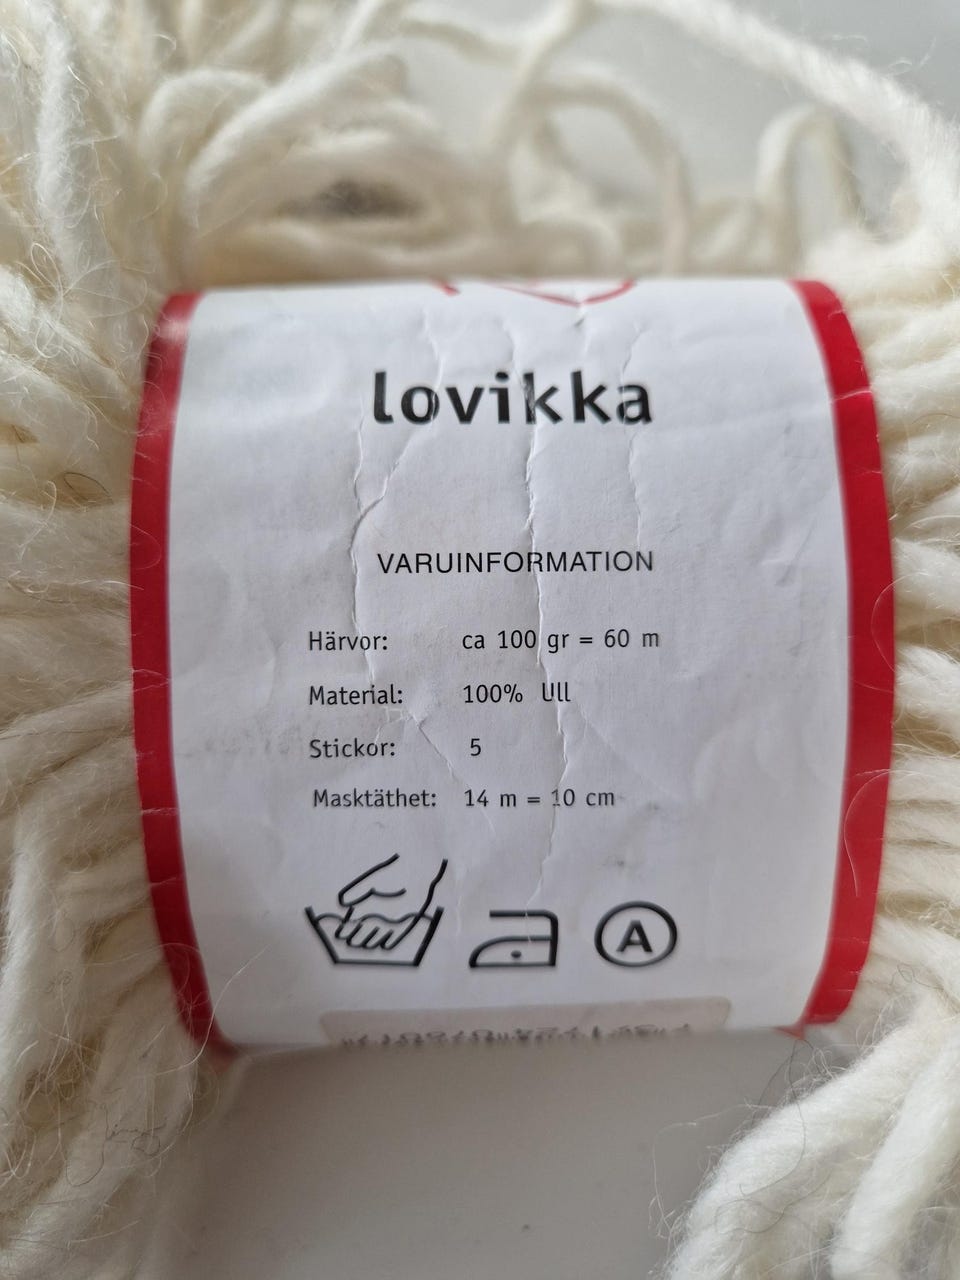 lovikka
VARUINFORMATION
Härvor: ca 100 gr = 60 m
Material: 100% Ull
Stickor: 5
Masktäthet: 14 m = 10 cm
A